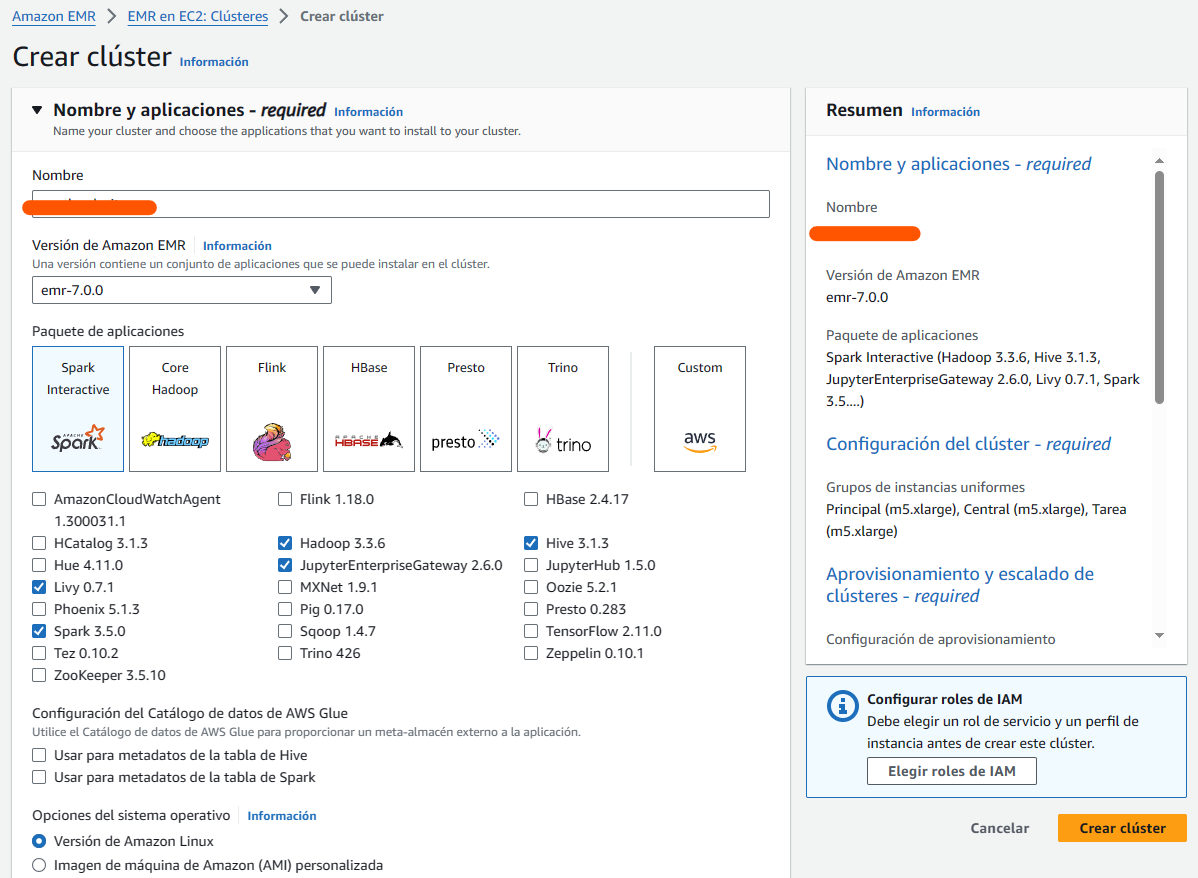 Amazon EMR > EMR en EC2: Clústeres > Crear clúster
Crear clúster Información
Nombre y aplicaciones - required Información
Name your cluster and choose the applications that you want to install to your cluster.
Nombre
Versión de Amazon EMR Información
Una versión contiene un conjunto de aplicaciones que se puede instalar en el clúster.
emr-7.0.0
Paquete de aplicaciones
Spark Interactive
APACHE Spark
Core Hadoop
hadoop
Flink
HBase
APACHE HBASE
Presto
presto
Trino
trino
Custom
aws
AmazonCloudWatchAgent 1.300031.1
Flink 1.18.0
HBase 2.4.17
HCatalog 3.1.3
Hadoop 3.3.6
Hive 3.1.3
Hue 4.11.0
JupyterEnterpriseGateway 2.6.0
JupyterHub 1.5.0
Livy 0.7.1
MXNet 1.9.1
Oozie 5.2.1
Phoenix 5.1.3
Pig 0.17.0
Presto 0.283
Spark 3.5.0
Sqoop 1.4.7
TensorFlow 2.11.0
Tez 0.10.2
Trino 426
Zeppelin 0.10.1
ZooKeeper 3.5.10
Configuración del Catálogo de datos de AWS Glue
Utilice el Catálogo de datos de AWS Glue para proporcionar un meta-almacén externo a la aplicación.
Usar para metadatos de la tabla de Hive
Usar para metadatos de la tabla de Spark
Opciones del sistema operativo Información
Versión de Amazon Linux
Imagen de máquina de Amazon (AMI) personalizada
Resumen Información
Nombre y aplicaciones - required
Nombre
Versión de Amazon EMR
emr-7.0.0
Paquete de aplicaciones
Spark Interactive (Hadoop 3.3.6, Hive 3.1.3,
JupyterEnterpriseGateway 2.6.0, Livy 0.7.1, Spark
3.5....)
Configuración del clúster - required
Grupos de instancias uniformes
Principal (m5.xlarge), Central (m5.xlarge), Tarea
(m5.xlarge)
Aprovisionamiento y escalado de
clústeres - required
Configuración de aprovisionamiento
Configurar roles de IAM
Debe elegir un rol de servicio y un perfil de
instancia antes de crear este clúster.
Elegir roles de IAM
Cancelar
Crear clúster